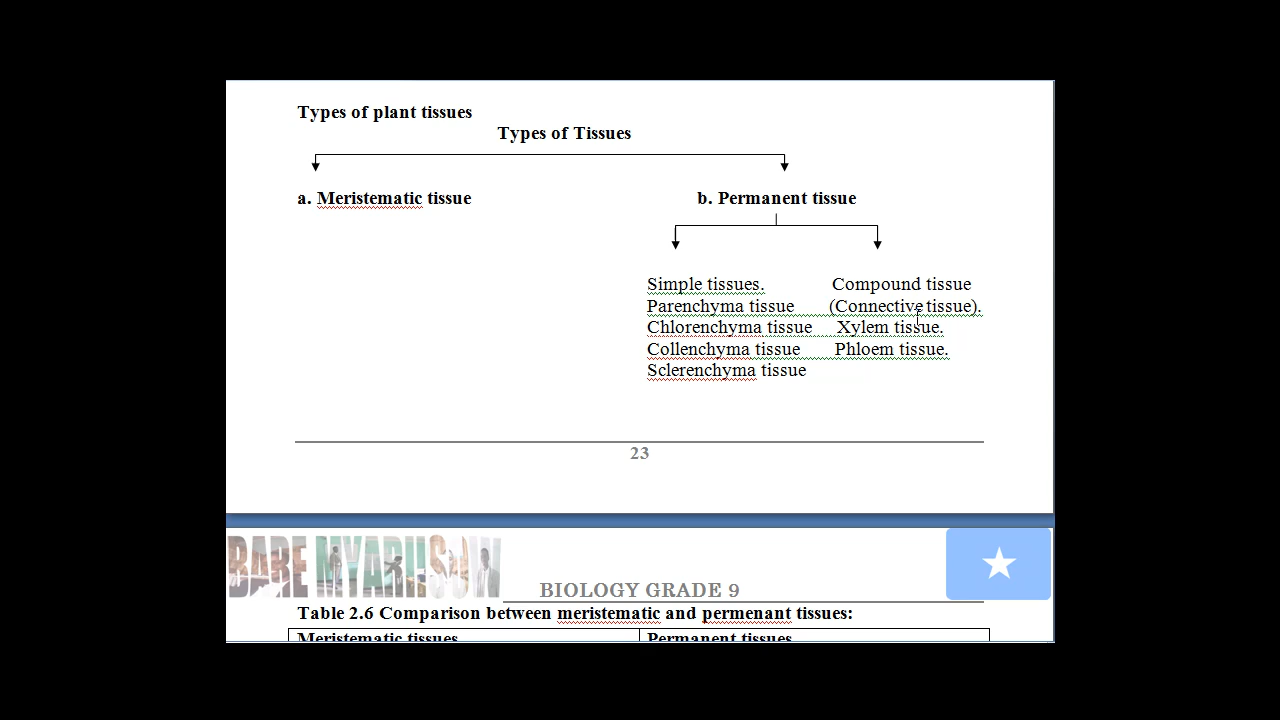 Types of plant tissues
Types of Tissues
a. Meristematic tissue b. Permanent tissue
Simple tissues. Compound tissue
Parenchyma tissue (Connective tissue).
Chlorenchyma tissue Xylem tissue.
Collenchyma tissue Phloem tissue.
Sclerenchyma tissue
23
BARE MYARIISOW
BIOLOGY GRADE 9
Table 2.6 Comparison between meristematic and permenant tissues:
Meristematic tissues Permanent tissues